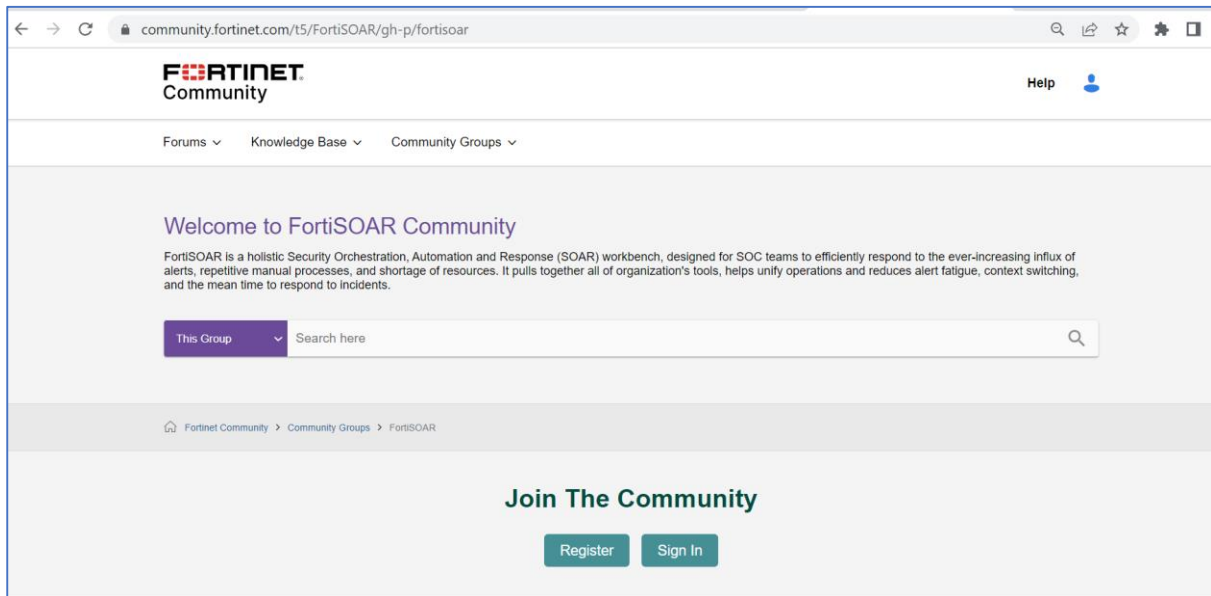 community.fortinet.com/t5/FortiSOAR/gh-p/fortisoar
FORTINET
Community
Help
Forums Knowledge Base Community Groups
Welcome to FortiSOAR Community
FortiSOAR is a holistic Security Orchestration, Automation and Response (SOAR) workbench, designed for SOC teams to efficiently respond to the ever-increasing influx of
alerts, repetitive manual processes, and shortage of resources. It pulls together all of organization's tools, helps unify operations and reduces alert fatigue, context switching,
and the mean time to respond to incidents.
This Group Search here
Fortinet Community > Community Groups > FortiSOAR
Join The Community
Register Sign In